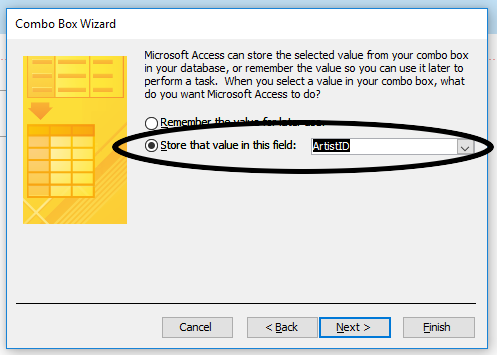 Combo Box Wizard
Microsoft Access can store the selected value from your combo box
in your database, or remember the value so you can use it later to
perform a task.  When you select a value in your combo box, what
do you want Microsoft Access to do?
Remember the value for later use.
Store that value in this field: ArtistID
Cancel < Back Next > Finish